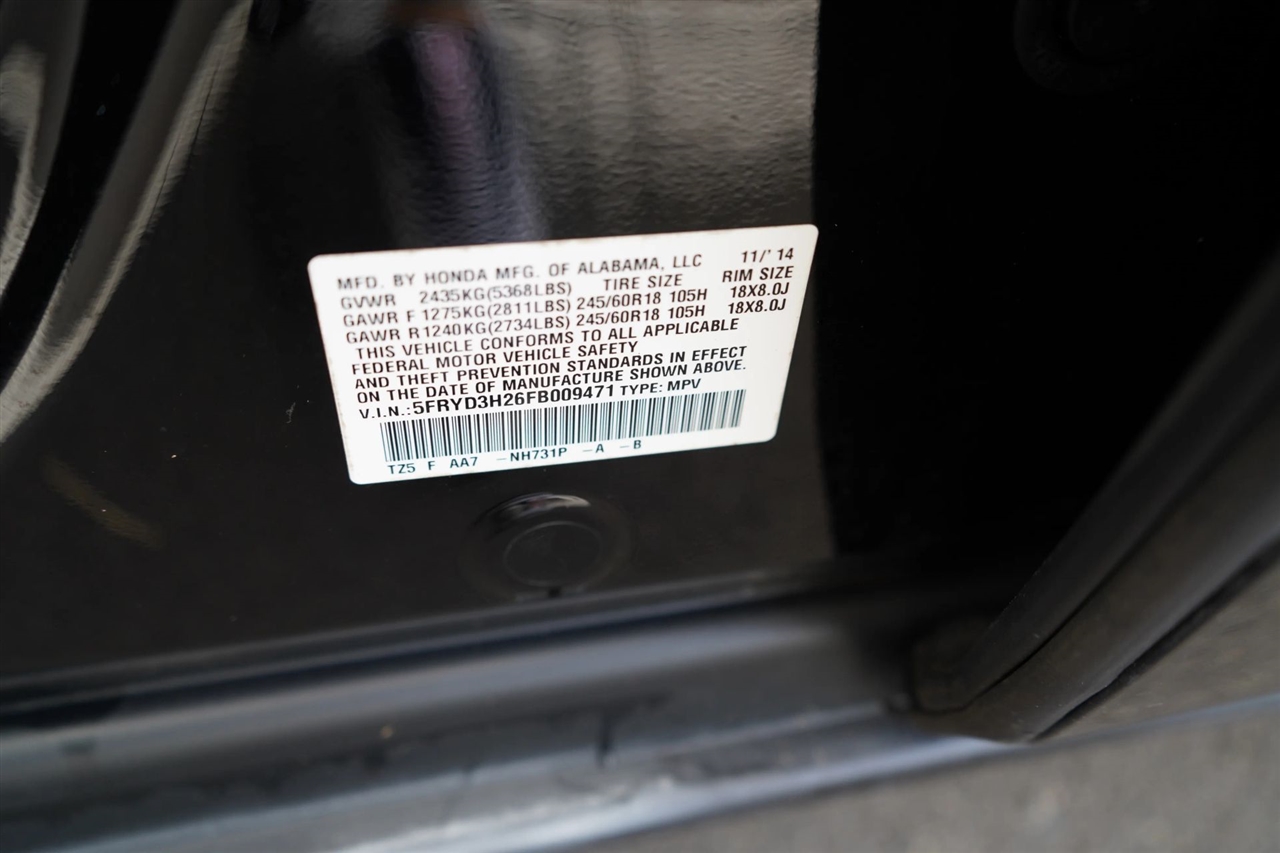 MFD. BY HONDA MFG. OF ALABAMA, LLC 11/'14
GVWR 2435KG(5368LBS) TIRE SIZE RIM SIZE
GAWR F 1275KG(2811LBS) 245/60R18 105H 18X8.0J
GAWR R 1240KG(2734LBS) 245/60R18 105H 18X8.0J
THIS VEHICLE CONFORMS TO ALL APPLICABLE
FEDERAL MOTOR VEHICLE SAFETY
AND THEFT PREVENTION STANDARDS IN EFFECT
ON THE DATE OF MANUFACTURE SHOWN ABOVE.
V.I.N.:5FRYD3H26FB009471 TYPE: MPV
TZ5 F AA7 -NH731P -A -B